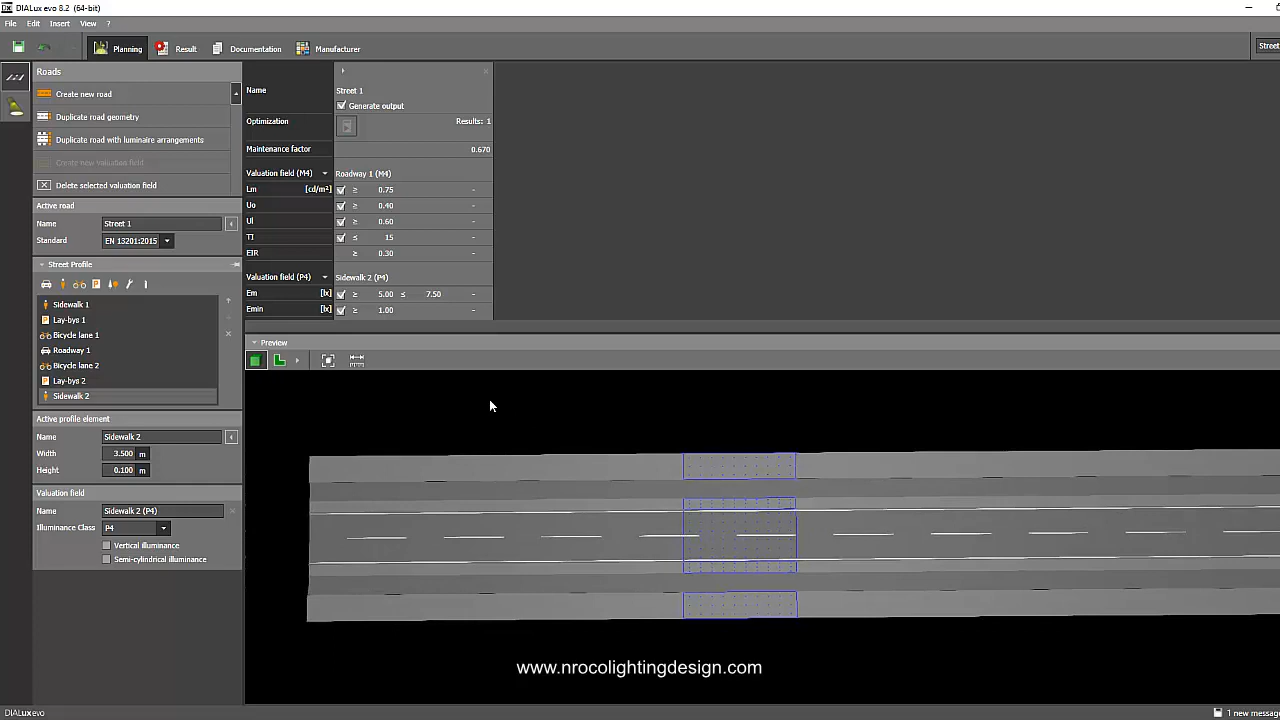 DIALux evo 8.2 (64-bit)
File Edit Insert View ?
Planning Result Documentation Manufacturer
Street
Roads
Create new road
Duplicate road geometry
Duplicate road with luminaire arrangements
Create new valuation field
Delete selected valuation field
Active road
Name Street 1
Standard EN 13201:2015
Street Profile
Sidewalk 1
Lay-bys 1
Bicycle lane 1
Roadway 1
Bicycle lane 2
Lay-bys 2
Sidewalk 2
Active profile element
Name Sidewalk 2
Width 3.500 m
Height 0.100 m
Valuation field
Name Sidewalk 2 (P4)
Illuminance Class P4
Vertical illuminance
Semi-cylindrical illuminance
Name Street 1
Generate output
Optimization Results: 1
Maintenance factor 0.670
Valuation field (M4) Roadway 1 (M4)
Lm [cd/m²] ≥ 0.75 -
Uo ≥ 0.40 -
Ul ≥ 0.60 -
TI ≤ 15 -
EIR ≥ 0.30 -
Valuation field (P4) Sidewalk 2 (P4)
Em [lx] ≥ 5.00 ≤ 7.50 -
Emin [lx] ≥ 1.00 -
Preview
www.nrocolightingdesign.com
DIALux evo
1 new message